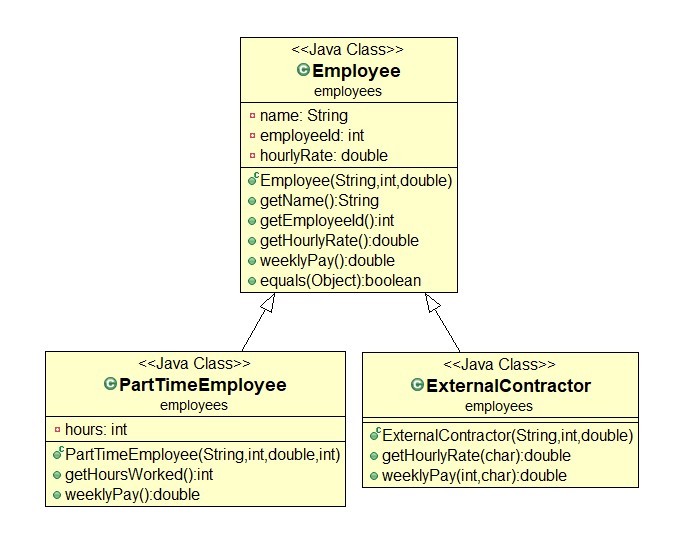 <<Java Class>>
Employee
employees
name: String
employeeId: int
hourlyRate: double
Employee(String,int,double)
getName():String
getEmployeeId():int
getHourlyRate():double
weeklyPay():double
equals(Object):boolean
<<Java Class>>
PartTimeEmployee
employees
hours: int
PartTimeEmployee(String,int,double,int)
getHoursWorked():int
weeklyPay():double
<<Java Class>>
ExternalContractor
employees
ExternalContractor(String,int,double)
getHourlyRate(char):double
weeklyPay(int,char):double